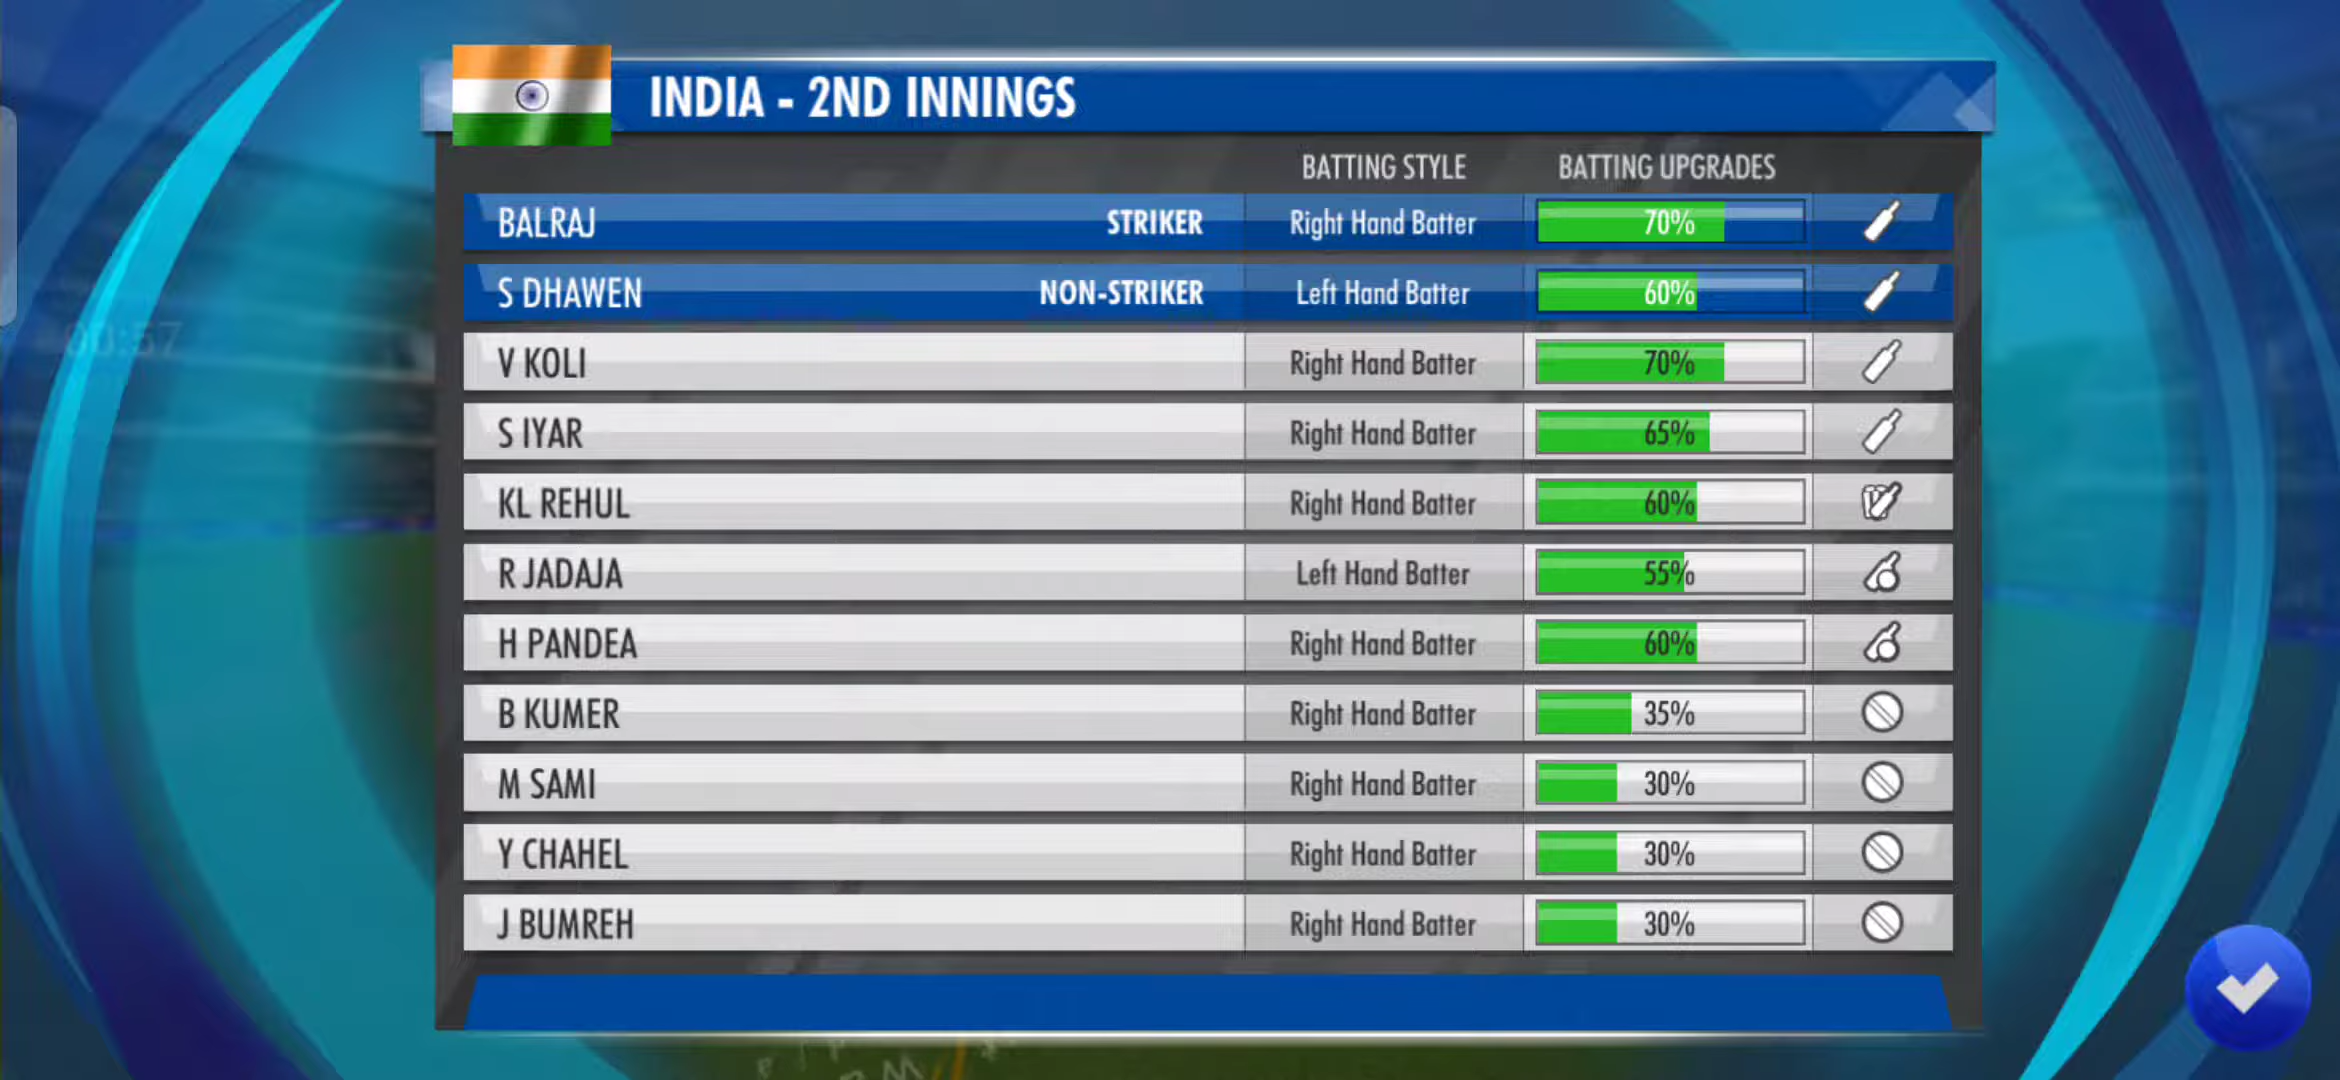 INDIA - 2ND INNINGS
BATTING STYLE BATTING UPGRADES
BALRAJ STRIKER Right Hand Batter 70%
S DHAWEN NON-STRIKER Left Hand Batter 60%
V KOLI Right Hand Batter 70%
S IYAR Right Hand Batter 65%
KL REHUL Right Hand Batter 60%
R JADAJA Left Hand Batter 55%
H PANDEA Right Hand Batter 60%
B KUMER Right Hand Batter 35%
M SAMI Right Hand Batter 30%
Y CHAHEL Right Hand Batter 30%
J BUMREH Right Hand Batter 30%
00:57